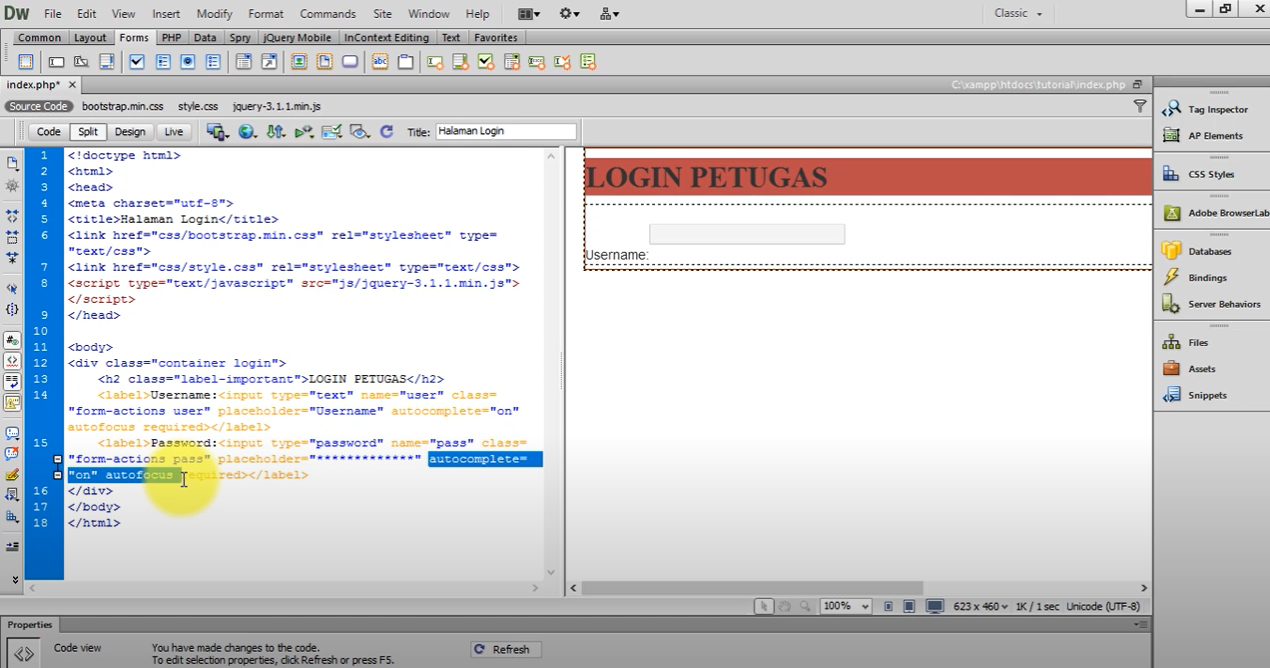 Dw File Edit View Insert Modify Format Commands Site Window Help Classic
Common Layout Forms PHP Data Spry jQuery Mobile InContext Editing Text Favorites
abc
index.php* C:\xampp\htdocs\tutorial\index.php
Source Code bootstrap.min.css style.css jquery-3.1.1.min.js
Code Split Design Live Title: Halaman Login
1 <!doctype html>
2 <html>
3 <head>
4 <meta charset="utf-8">
5 <title>Halaman Login</title>
6 <link href="css/bootstrap.min.css" rel="stylesheet" type=
"text/css">
7 <link href="css/style.css" rel="stylesheet" type="text/css">
8 <script type="text/javascript" src="js/jquery-3.1.1.min.js">
</script>
9 </head>
10
11 <body>
12 <div class="container login">
13 <h2 class="label-important">LOGIN PETUGAS</h2>
14 <label>Username:<input type="text" name="user" class=
"form-actions user" placeholder="Username" autocomplete="on"
autofocus required></label>
15 <label>Password:<input type="password" name="pass" class=
"form-actions pass" placeholder="*************" autocomplete=
"on" autofocus required></label>
16 </div>
17 </body>
18 </html>
LOGIN PETUGAS
Username:
Tag Inspector
AP Elements
CSS Styles
Adobe BrowserLab
Databases
Bindings
Server Behaviors
Files
Assets
Snippets
100% 623 x 460 1K / 1 sec Unicode (UTF-8)
Properties
Code view You have made changes to the code.
To edit selection properties, click Refresh or press F5.
Refresh